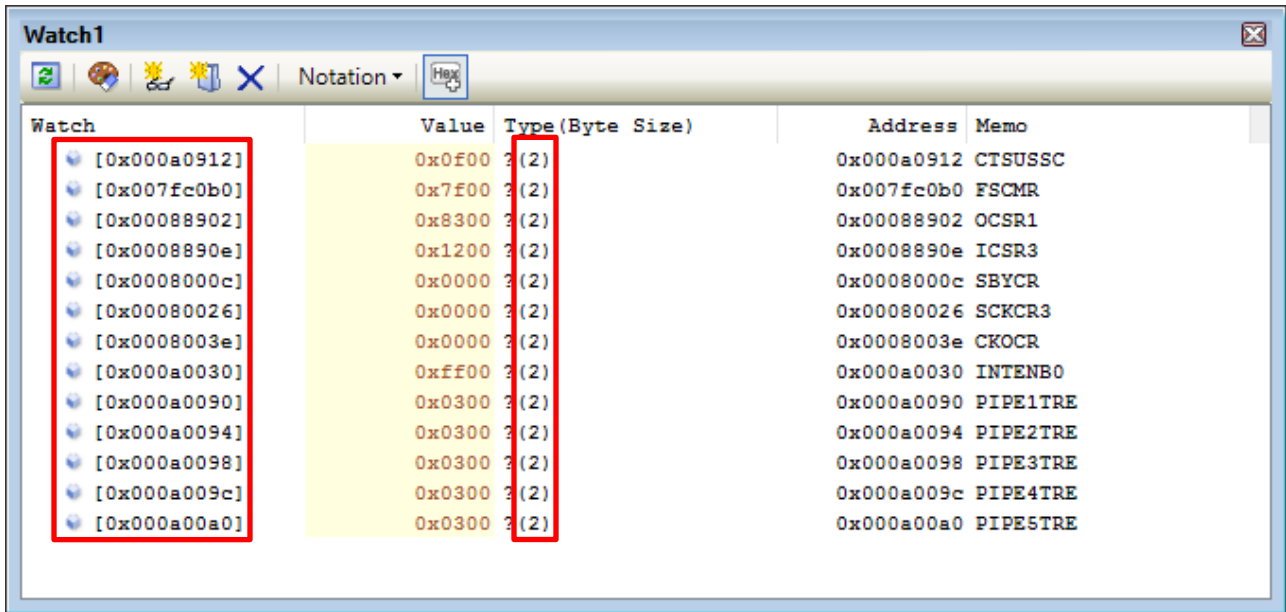 Watch1
Notation Hex
Watch Value Type(Byte Size) Address Memo
[0x000a0912] 0x0f00 ?(2) 0x000a0912 CTSUSSC
[0x007fc0b0] 0x7f00 ?(2) 0x007fc0b0 FSCMR
[0x00088902] 0x8300 ?(2) 0x00088902 OCSR1
[0x0008890e] 0x1200 ?(2) 0x0008890e ICSR3
[0x0008000c] 0x0000 ?(2) 0x0008000c SBYCR
[0x00080026] 0x0000 ?(2) 0x00080026 SCKCR3
[0x0008003e] 0x0000 ?(2) 0x0008003e CKOCR
[0x000a0030] 0xff00 ?(2) 0x000a0030 INTENB0
[0x000a0090] 0x0300 ?(2) 0x000a0090 PIPE1TRE
[0x000a0094] 0x0300 ?(2) 0x000a0094 PIPE2TRE
[0x000a0098] 0x0300 ?(2) 0x000a0098 PIPE3TRE
[0x000a009c] 0x0300 ?(2) 0x000a009c PIPE4TRE
[0x000a00a0] 0x0300 ?(2) 0x000a00a0 PIPE5TRE